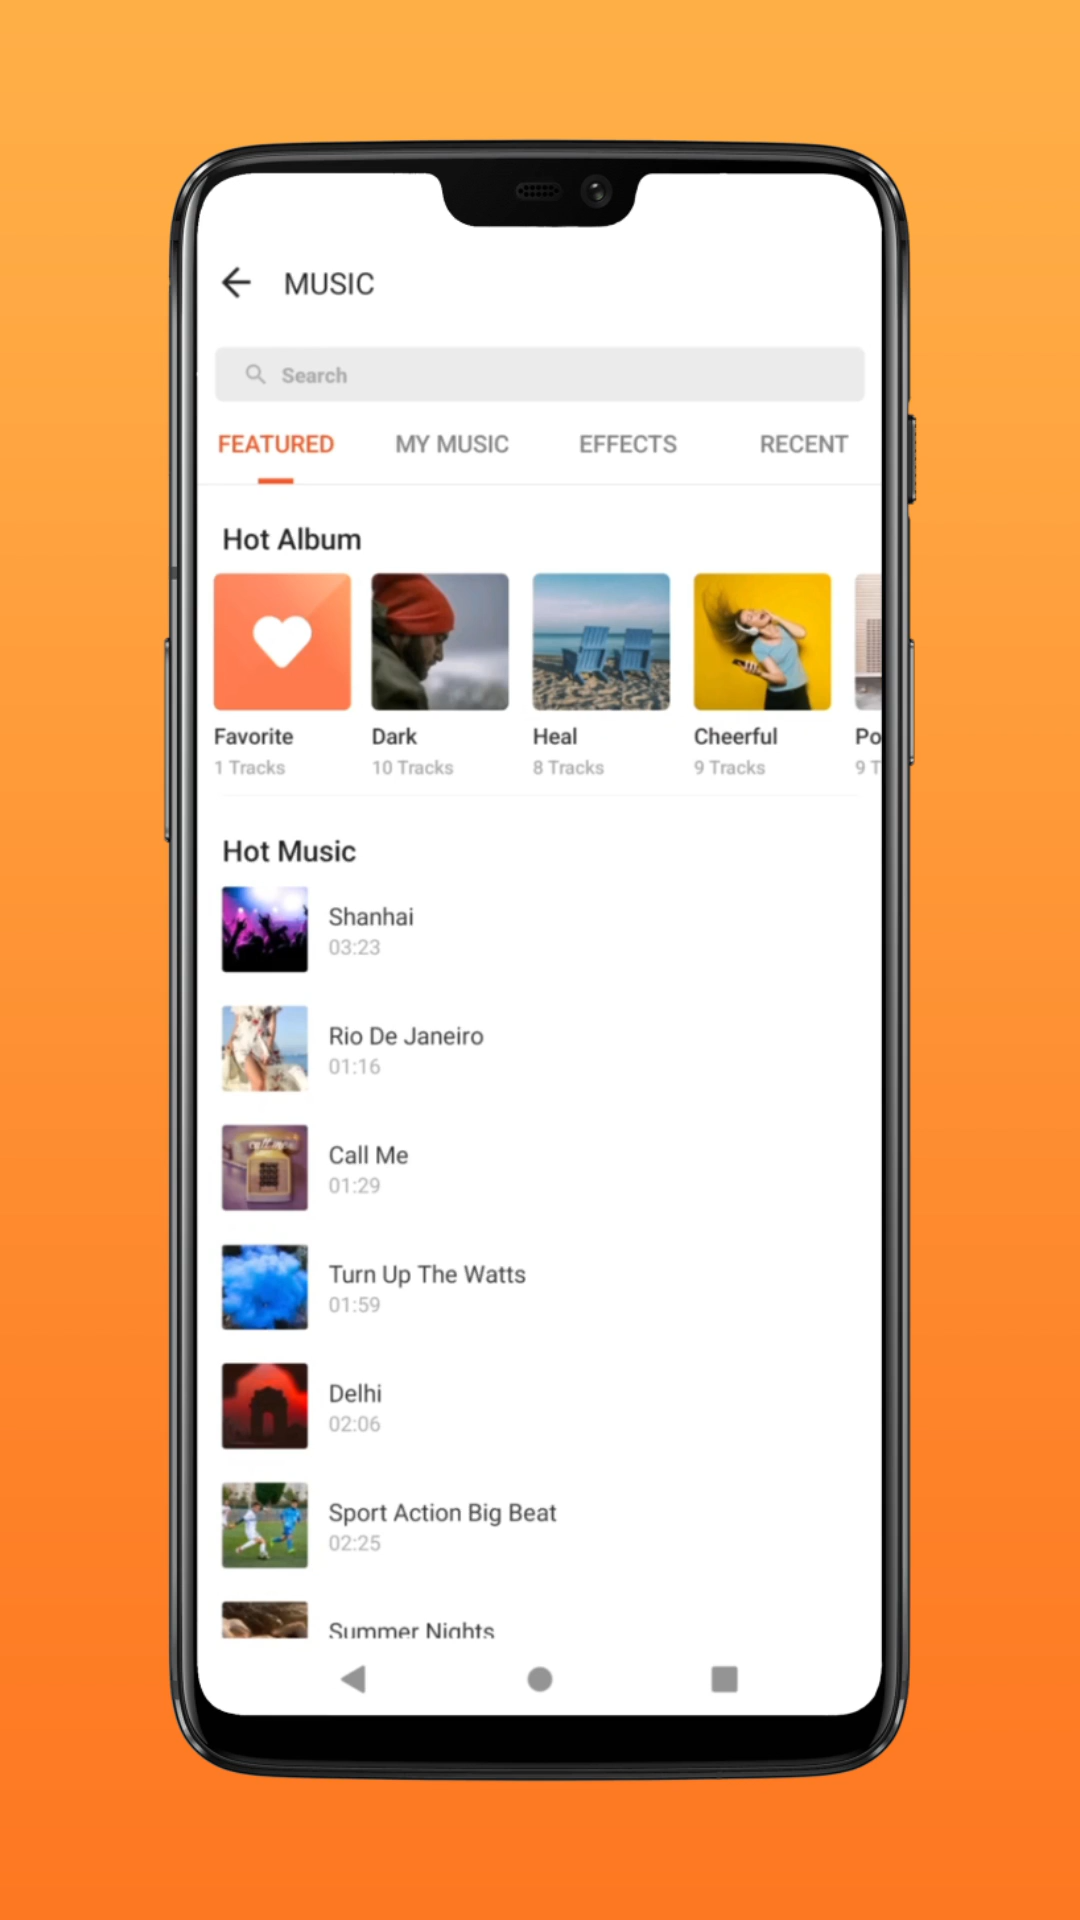 MUSIC
Search
FEATURED MY MUSIC EFFECTS RECENT
Hot Album
Favorite Dark Heal Cheerful Po
1 Tracks 10 Tracks 8 Tracks 9 Tracks 9 T
Hot Music
Shanhai
03:23
Rio De Janeiro
01:16
Call Me
01:29
Turn Up The Watts
01:59
Delhi
02:06
Sport Action Big Beat
02:25
Summer Nights